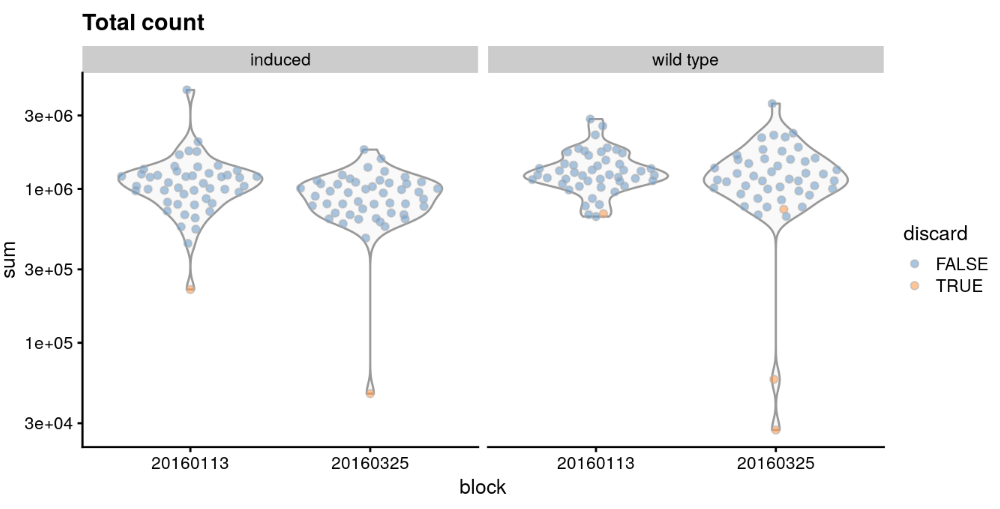 Total count
induced
wild type
sum
3e+06
1e+06
3e+05
1e+05
3e+04
20160113
20160325
20160113
20160325
block
discard
FALSE
TRUE